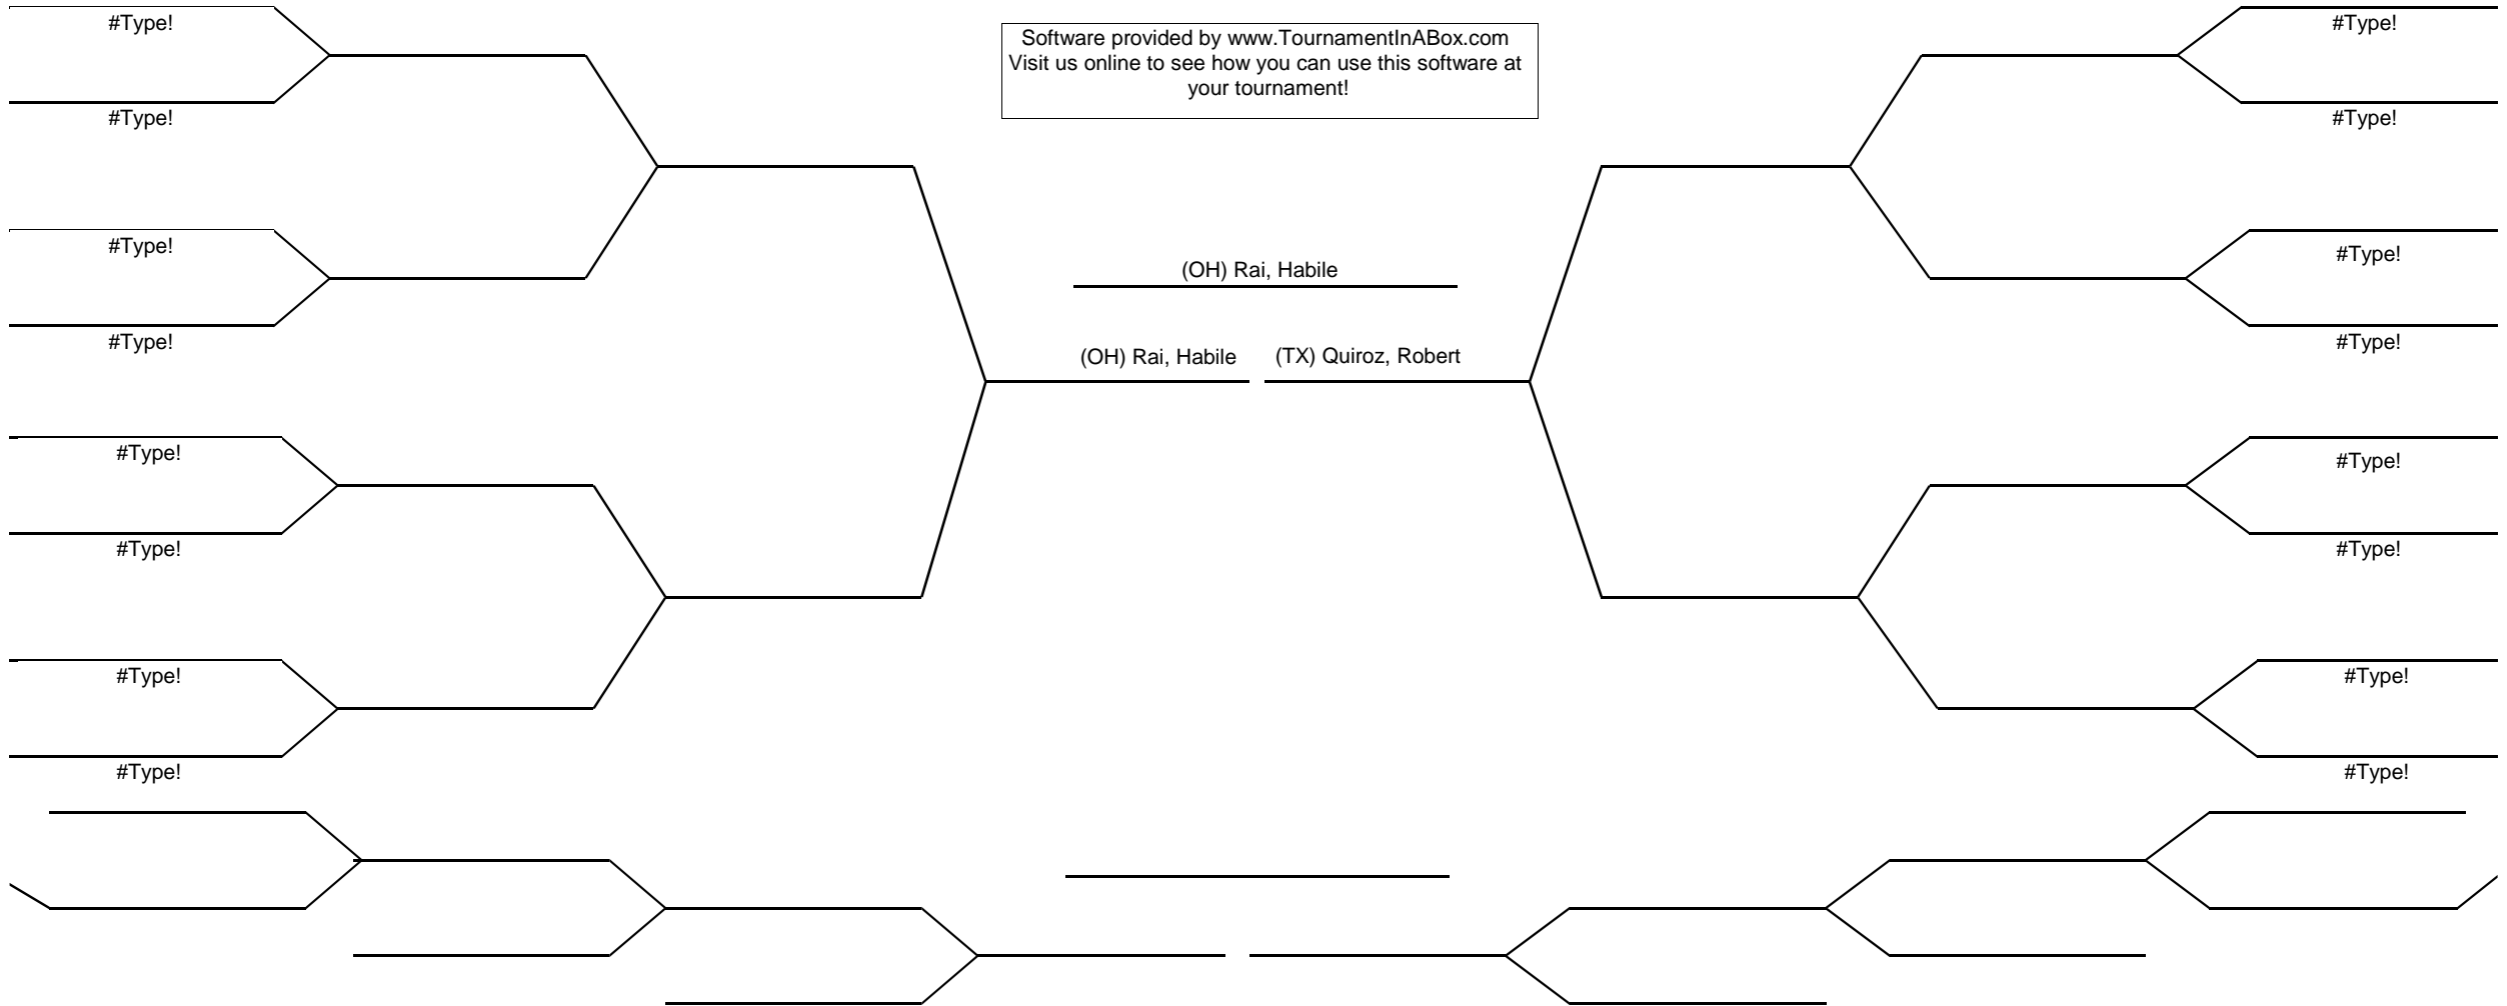 #Type!
#Type!
Software provided by www.TournamentInABox.com
Visit us online to see how you can use this software at
your tournament!
#Type!
#Type!
#Type!
#Type!
(OH) Rai, Habile
#Type!
#Type!
(OH) Rai, Habile
(TX) Quiroz, Robert
#Type!
#Type!
#Type!
#Type!
#Type!
#Type!
#Type!
#Type!